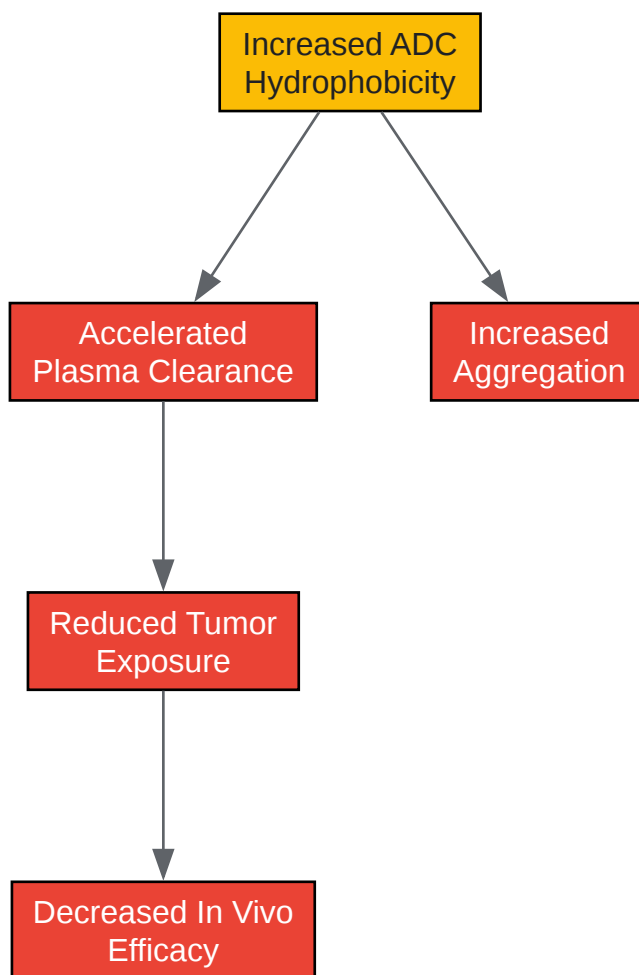 Increased ADC
Hydrophobicity
Accelerated
Plasma Clearance
Increased
Aggregation
Reduced Tumor
Exposure
Decreased In Vivo
Efficacy